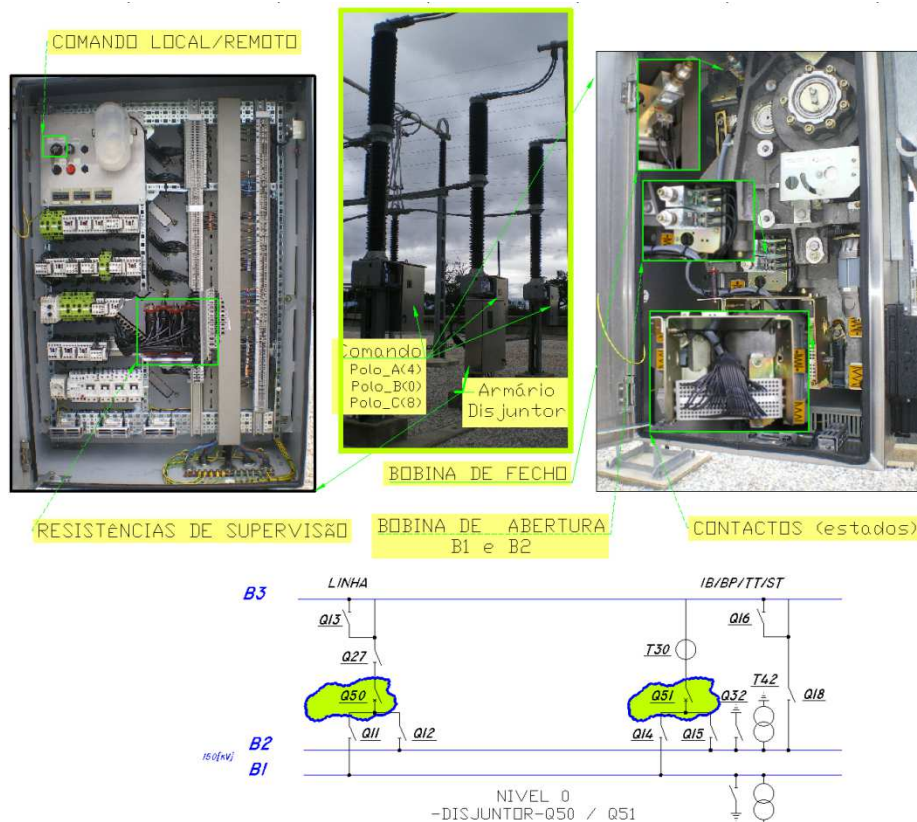 COMANDO LOCAL/REMOTO
Comando
Polo_A(4)
Polo_B(0)
Polo_C(8)
Armário
Disjuntor
BOBINA DE FECHO
RESISTêNCIAS DE SUPERVISãO
BOBINA DE ABERTURA
B1 e B2
CONTACTOS (estados)
LINHA
IB/BP/TT/ST
B3
Q13
Q16
Q27
T30
Q50
Q51
Q32
T42
Q18
Q11
Q12
Q14
Q15
B2
150[kV]
B1
NIVEL 0
-DISJUNTOR-Q50 / Q51